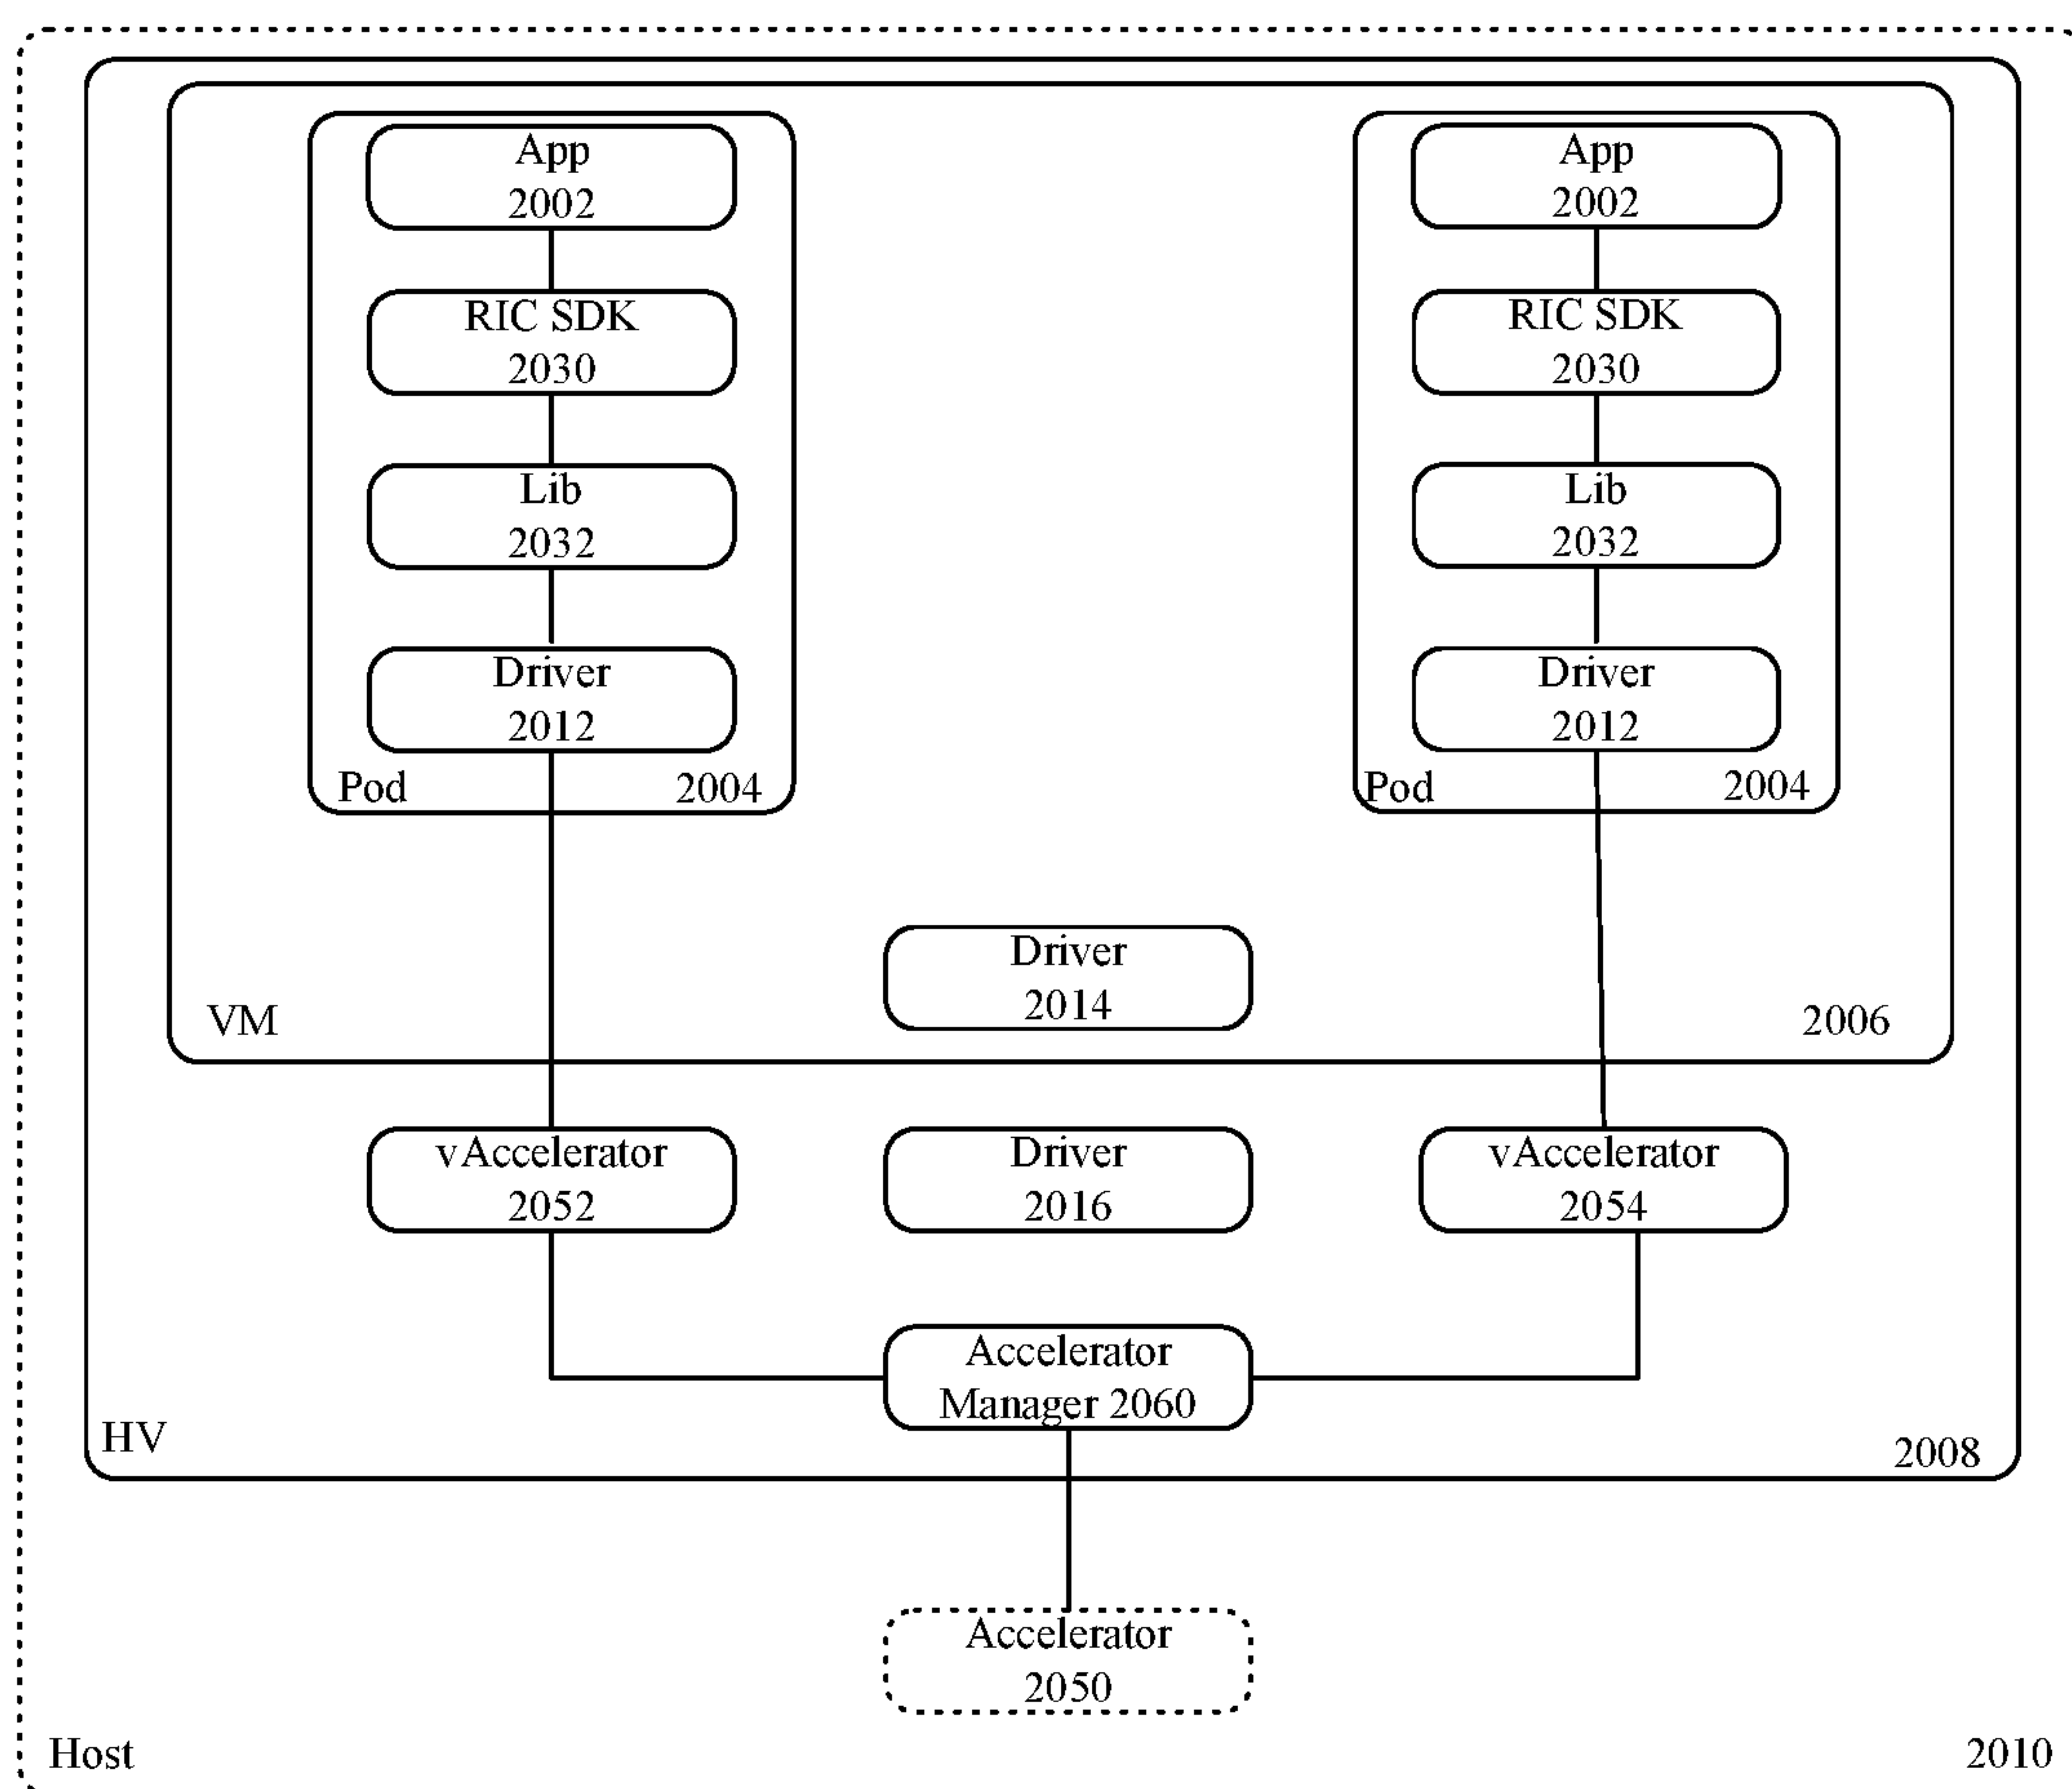 App
2002
RIC SDK
2030
Lib
2032
Driver
2012
Pod 2004
App
2002
RIC SDK
2030
Lib
2032
Driver
2012
Pod 2004
Driver
2014
VM 2006
vAccelerator
2052
Driver
2016
vAccelerator
2054
Accelerator
Manager 2060
HV 2008
Accelerator
2050
Host 2010